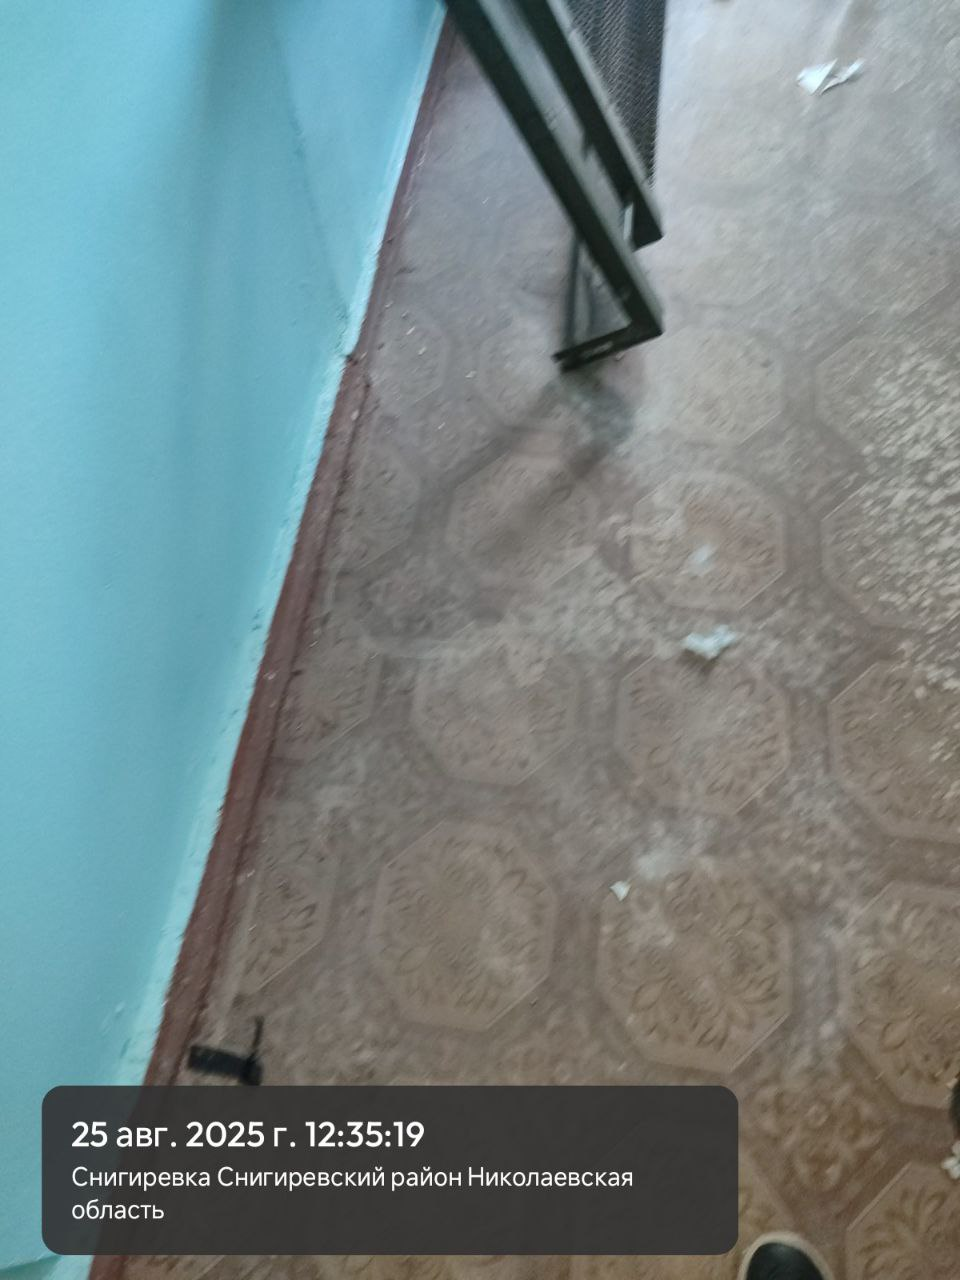 25 авг. 2025 г. 12:35:19
Снигиревка Снигиревский район Николаевская
область